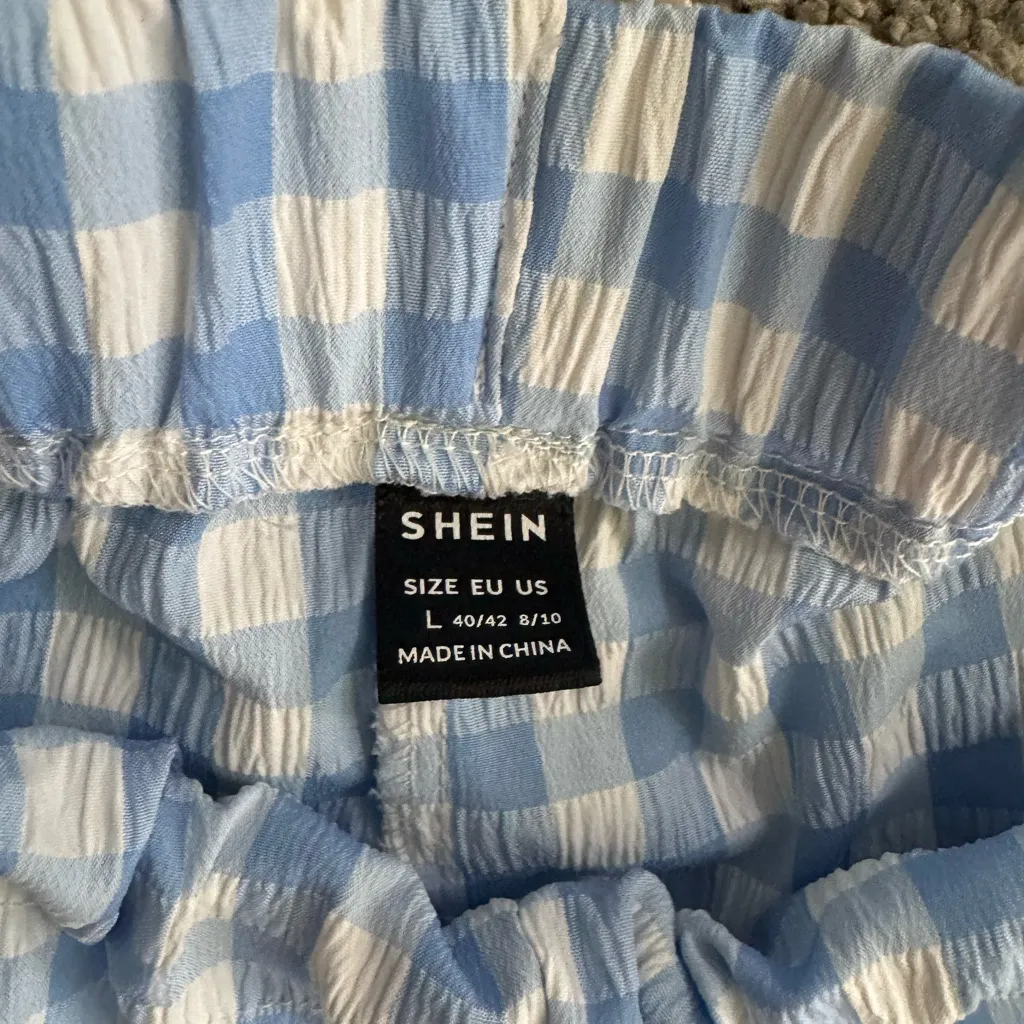 SHEIN
SIZE EU US
L 40/42 8/10
MADE IN CHINA